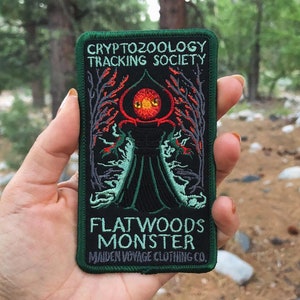 CRYPTOZOOLOGY
TRACKING SOCIETY
FLATWOODS
MONSTER
MAIDEN VOYAGE CLOTHING CO.